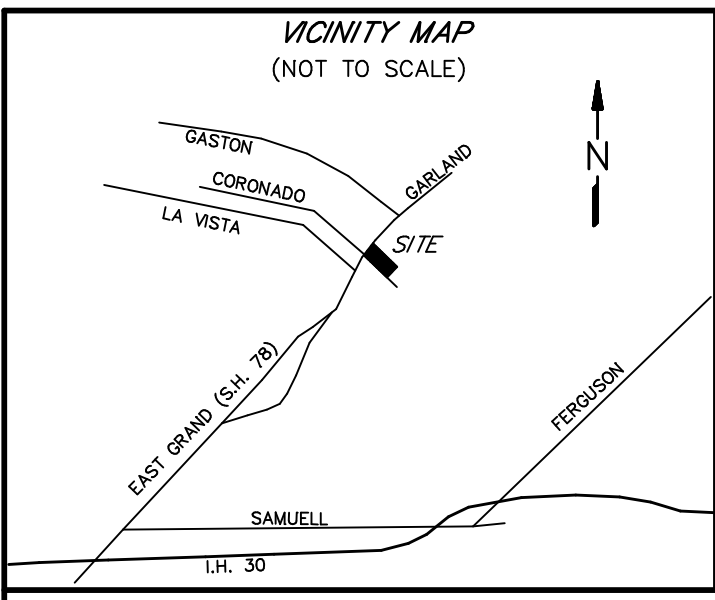 VICINITY MAP
(NOT TO SCALE)
GASTON
GARLAND
N
CORONADO
LA VISTA
SITE
EAST GRAND (S.H. 78)
FERGUSON
SAMUELL
I.H. 30